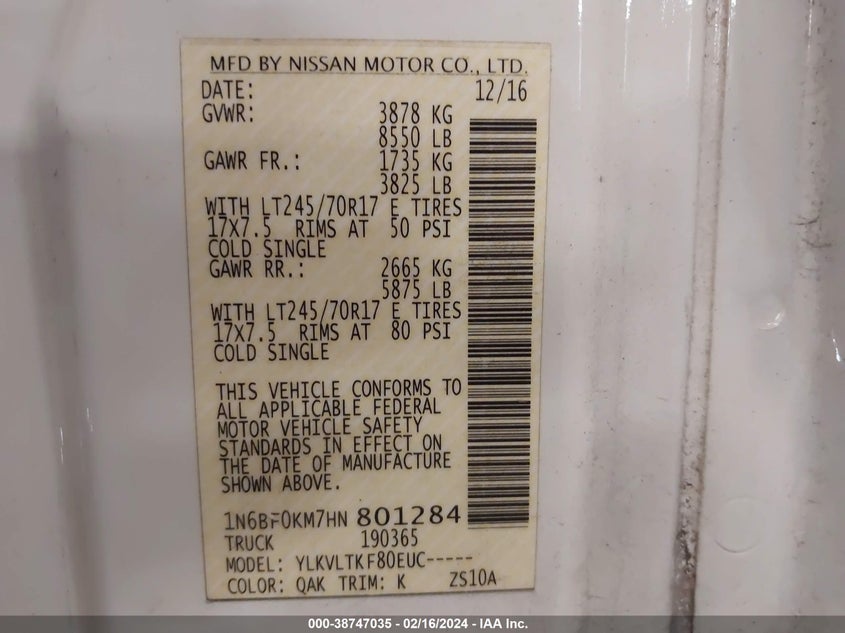 MFD BY NISSAN MOTOR CO., LTD.
DATE: 12/16
GVWR: 3878 KG
8550 LB
GAWR FR.: 1735 KG
3825 LB
WITH LT245/70R17 E TIRES
17X7.5 RIMS AT 50 PSI
COLD SINGLE
GAWR RR.: 2665 KG
5875 LB
WITH LT245/70R17 E TIRES
17X7.5 RIMS AT 80 PSI
COLD SINGLE
THIS VEHICLE CONFORMS TO
ALL APPLICABLE FEDERAL
MOTOR VEHICLE SAFETY
STANDARDS IN EFFECT ON
THE DATE OF MANUFACTURE
SHOWN ABOVE.
1N6BF0KM7HN 801284
TRUCK 190365
MODEL: YLKVLTKF80EUC-----
COLOR: QAK TRIM: K ZS10A
000-38747035 - 02/16/2024 - IAA Inc.